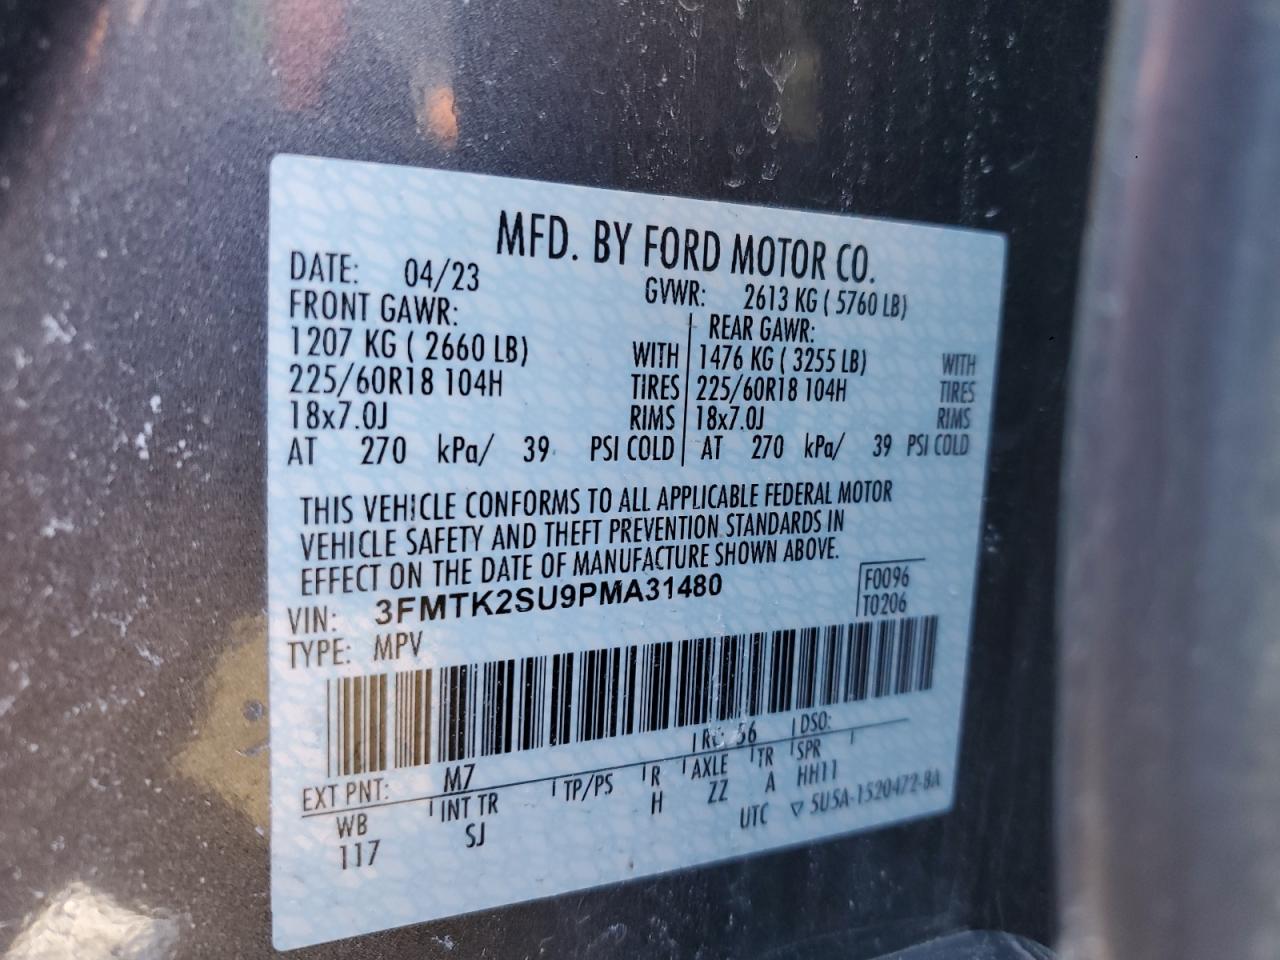 MFD. BY FORD MOTOR CO.
DATE: 04/23
GVWR: 2613 KG ( 5760 LB)
FRONT GAWR:
REAR GAWR:
1207 KG ( 2660 LB) WITH
1476 KG ( 3255 LB) WITH
225/60R18 104H TIRES
225/60R18 104H TIRES
18x7.0J RIMS
18x7.0J RIMS
AT 270 kPa/ 39 PSI COLD
AT 270 kPa/ 39 PSI COLD
THIS VEHICLE CONFORMS TO ALL APPLICABLE FEDERAL MOTOR
VEHICLE SAFETY AND THEFT PREVENTION STANDARDS IN
EFFECT ON THE DATE OF MANUFACTURE SHOWN ABOVE.
VIN: 3FMTK2SU9PMA31480
F0096
T0206
TYPE: MPV
EXT PNT: M7 RC: 56 DSO:
WB INT TR TP/PS R AXLE TR SPR
117 SJ H ZZ A HH11
UTC ▽ 5U5A-1520472-BA